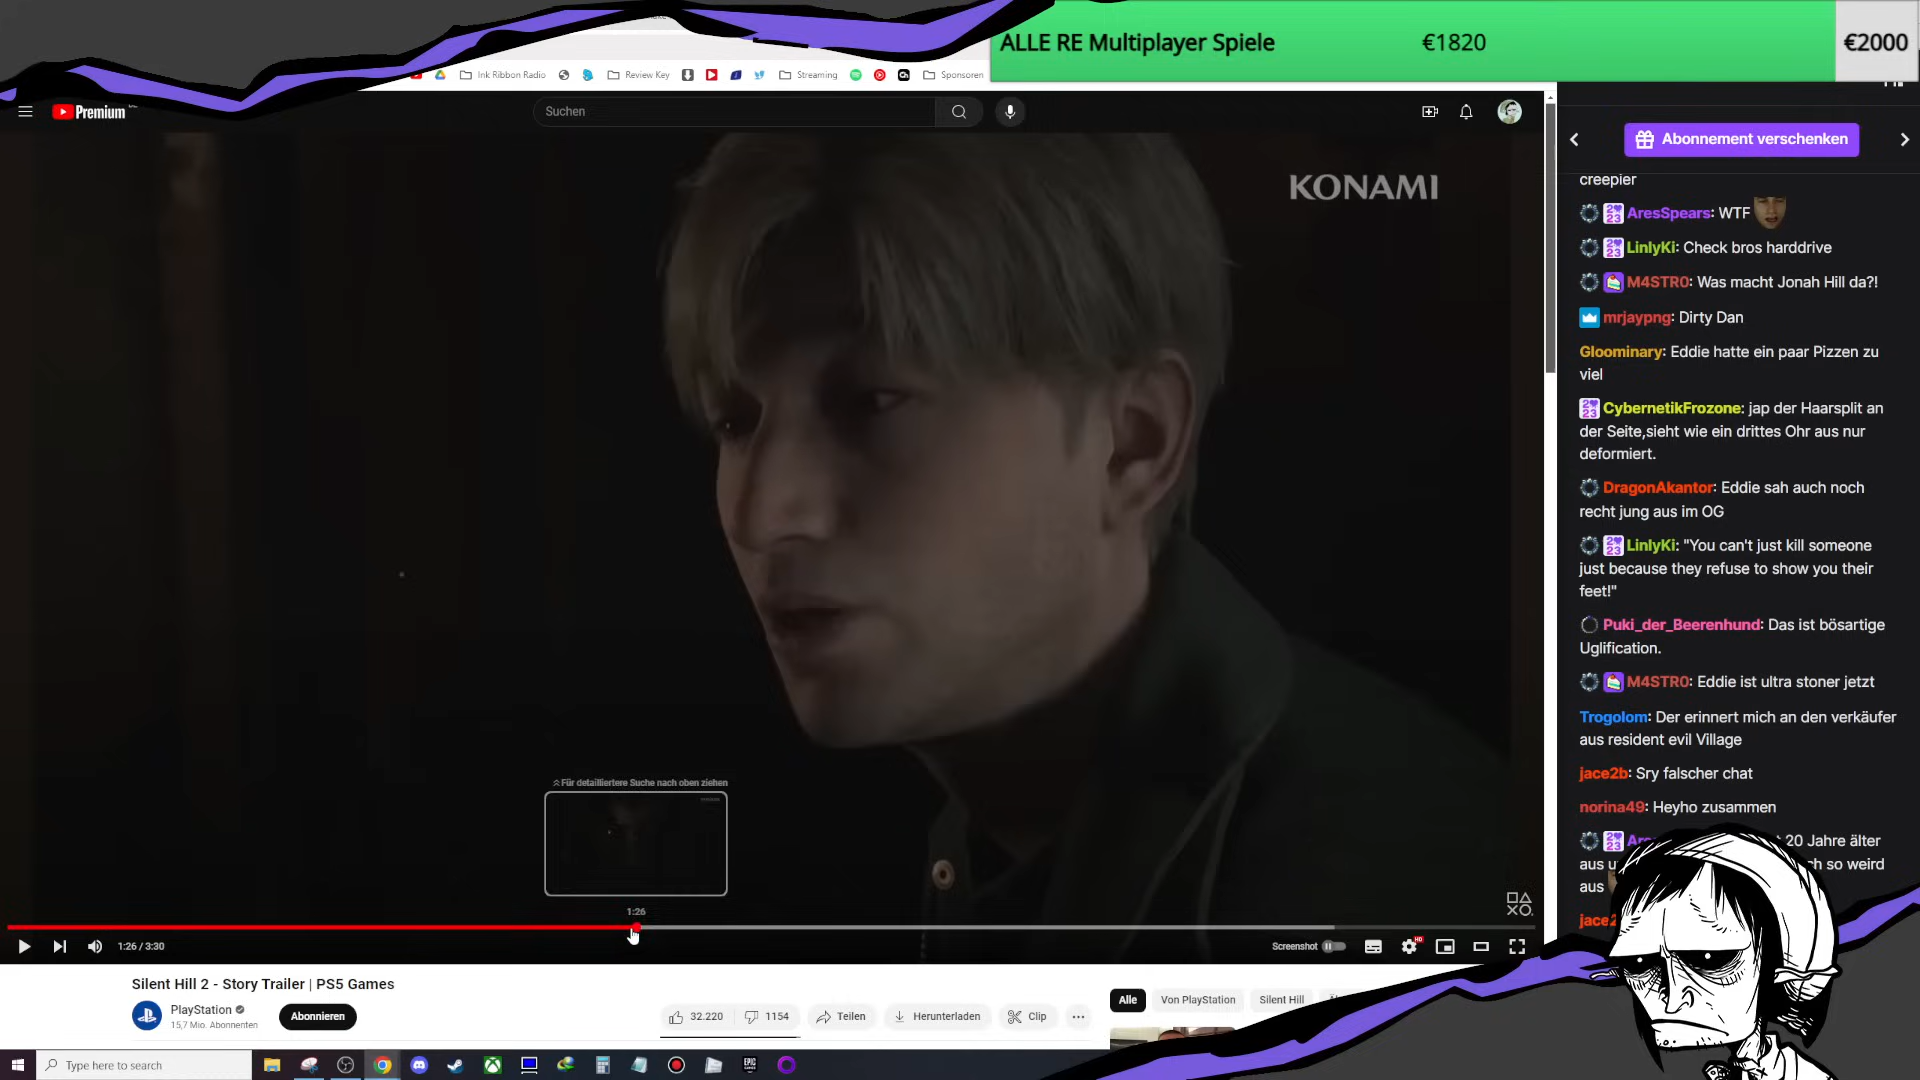 ALLE RE Multiplayer Spiele €1820 €2000
Ink Ribbon Radio Review Key Streaming Sponsoren
Premium
Suchen
Abonnement verschenken
KONAMI
creepier
AresSpears: WTF
LinlyKi: Check bros harddrive
M4STR0: Was macht Jonah Hill da?!
mrjaypng: Dirty Dan
Gloominary: Eddie hatte ein paar Pizzen zu
viel
CybernetikFrozone: jap der Haarsplit an
der Seite,sieht wie ein drittes Ohr aus nur
deformiert.
DragonAkantor: Eddie sah auch noch
recht jung aus im OG
LinlyKi: "You can't just kill someone
just because they refuse to show you their
feet!"
Puki_der_Beerenhund: Das ist bösartige
Uglification.
M4STR0: Eddie ist ultra stoner jetzt
Trogolom: Der erinnert mich an den verkäufer
aus resident evil Village
jace2b: Sry falscher chat
norina49: Heyho zusammen
20 Jahre älter
aus so weird
aus
Für detailliertere Suche nach oben ziehen
1:26
1:26 / 3:30
Screenshot
HD
Silent Hill 2 - Story Trailer | PS5 Games
PlayStation
15,7 Mio. Abonnenten
Abonnieren
32.220 1154 Teilen Herunterladen Clip
Alle Von PlayStation Silent Hill
Type here to search